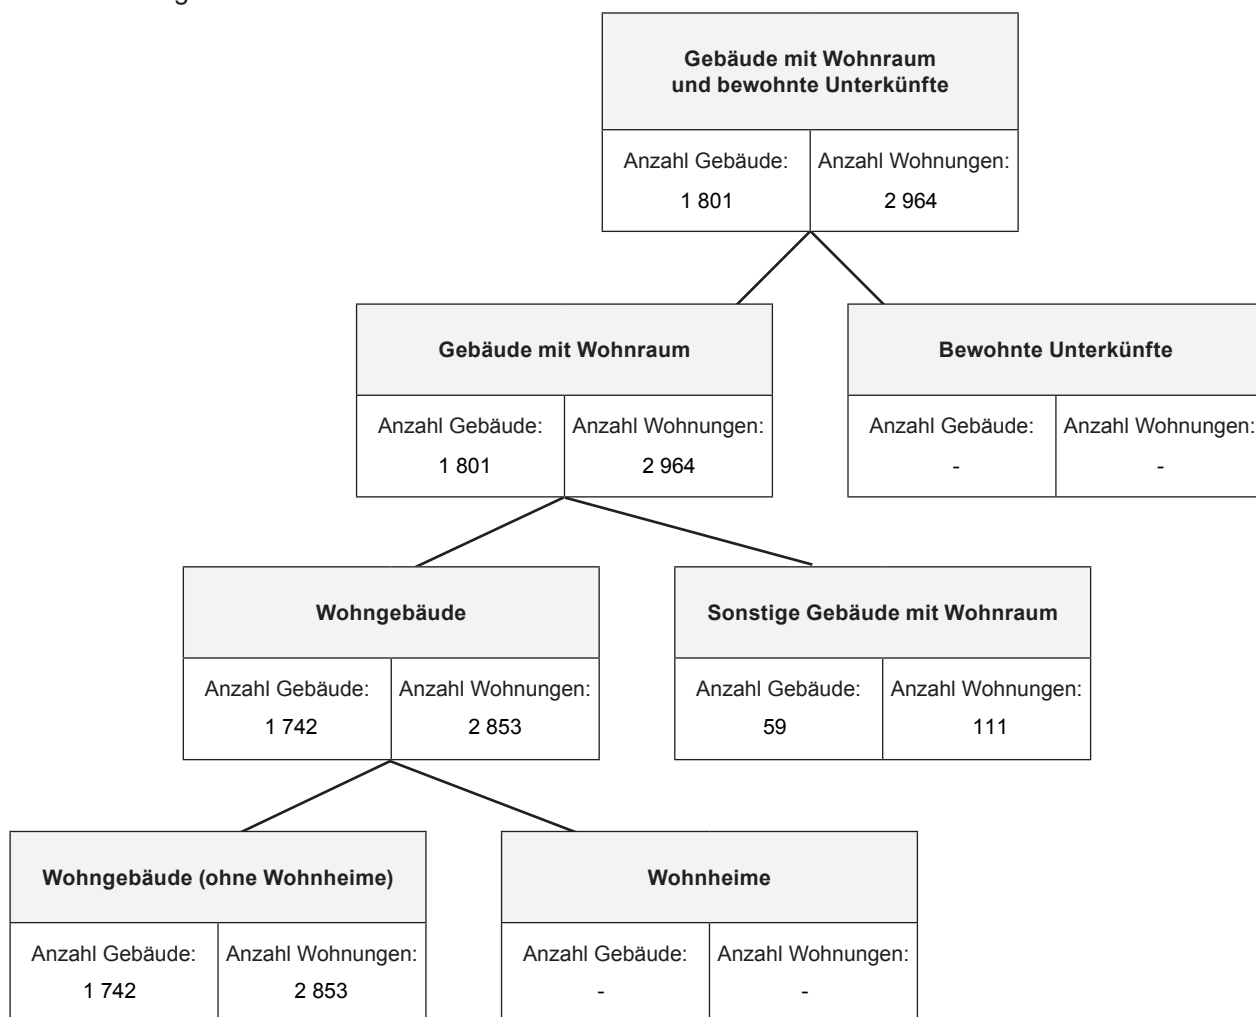 Gebäude mit Wohnraum
und bewohnte Unterkünfte
Anzahl Gebäude: Anzahl Wohnungen:
1 801 2 964
Gebäude mit Wohnraum Bewohnte Unterkünfte
Anzahl Gebäude: Anzahl Wohnungen: Anzahl Gebäude: Anzahl Wohnungen:
1 801 2 964 - -
Wohngebäude Sonstige Gebäude mit Wohnraum
Anzahl Gebäude: Anzahl Wohnungen: Anzahl Gebäude: Anzahl Wohnungen:
1 742 2 853 59 111
Wohngebäude (ohne Wohnheime) Wohnheime
Anzahl Gebäude: Anzahl Wohnungen: Anzahl Gebäude: Anzahl Wohnungen:
1 742 2 853 - -